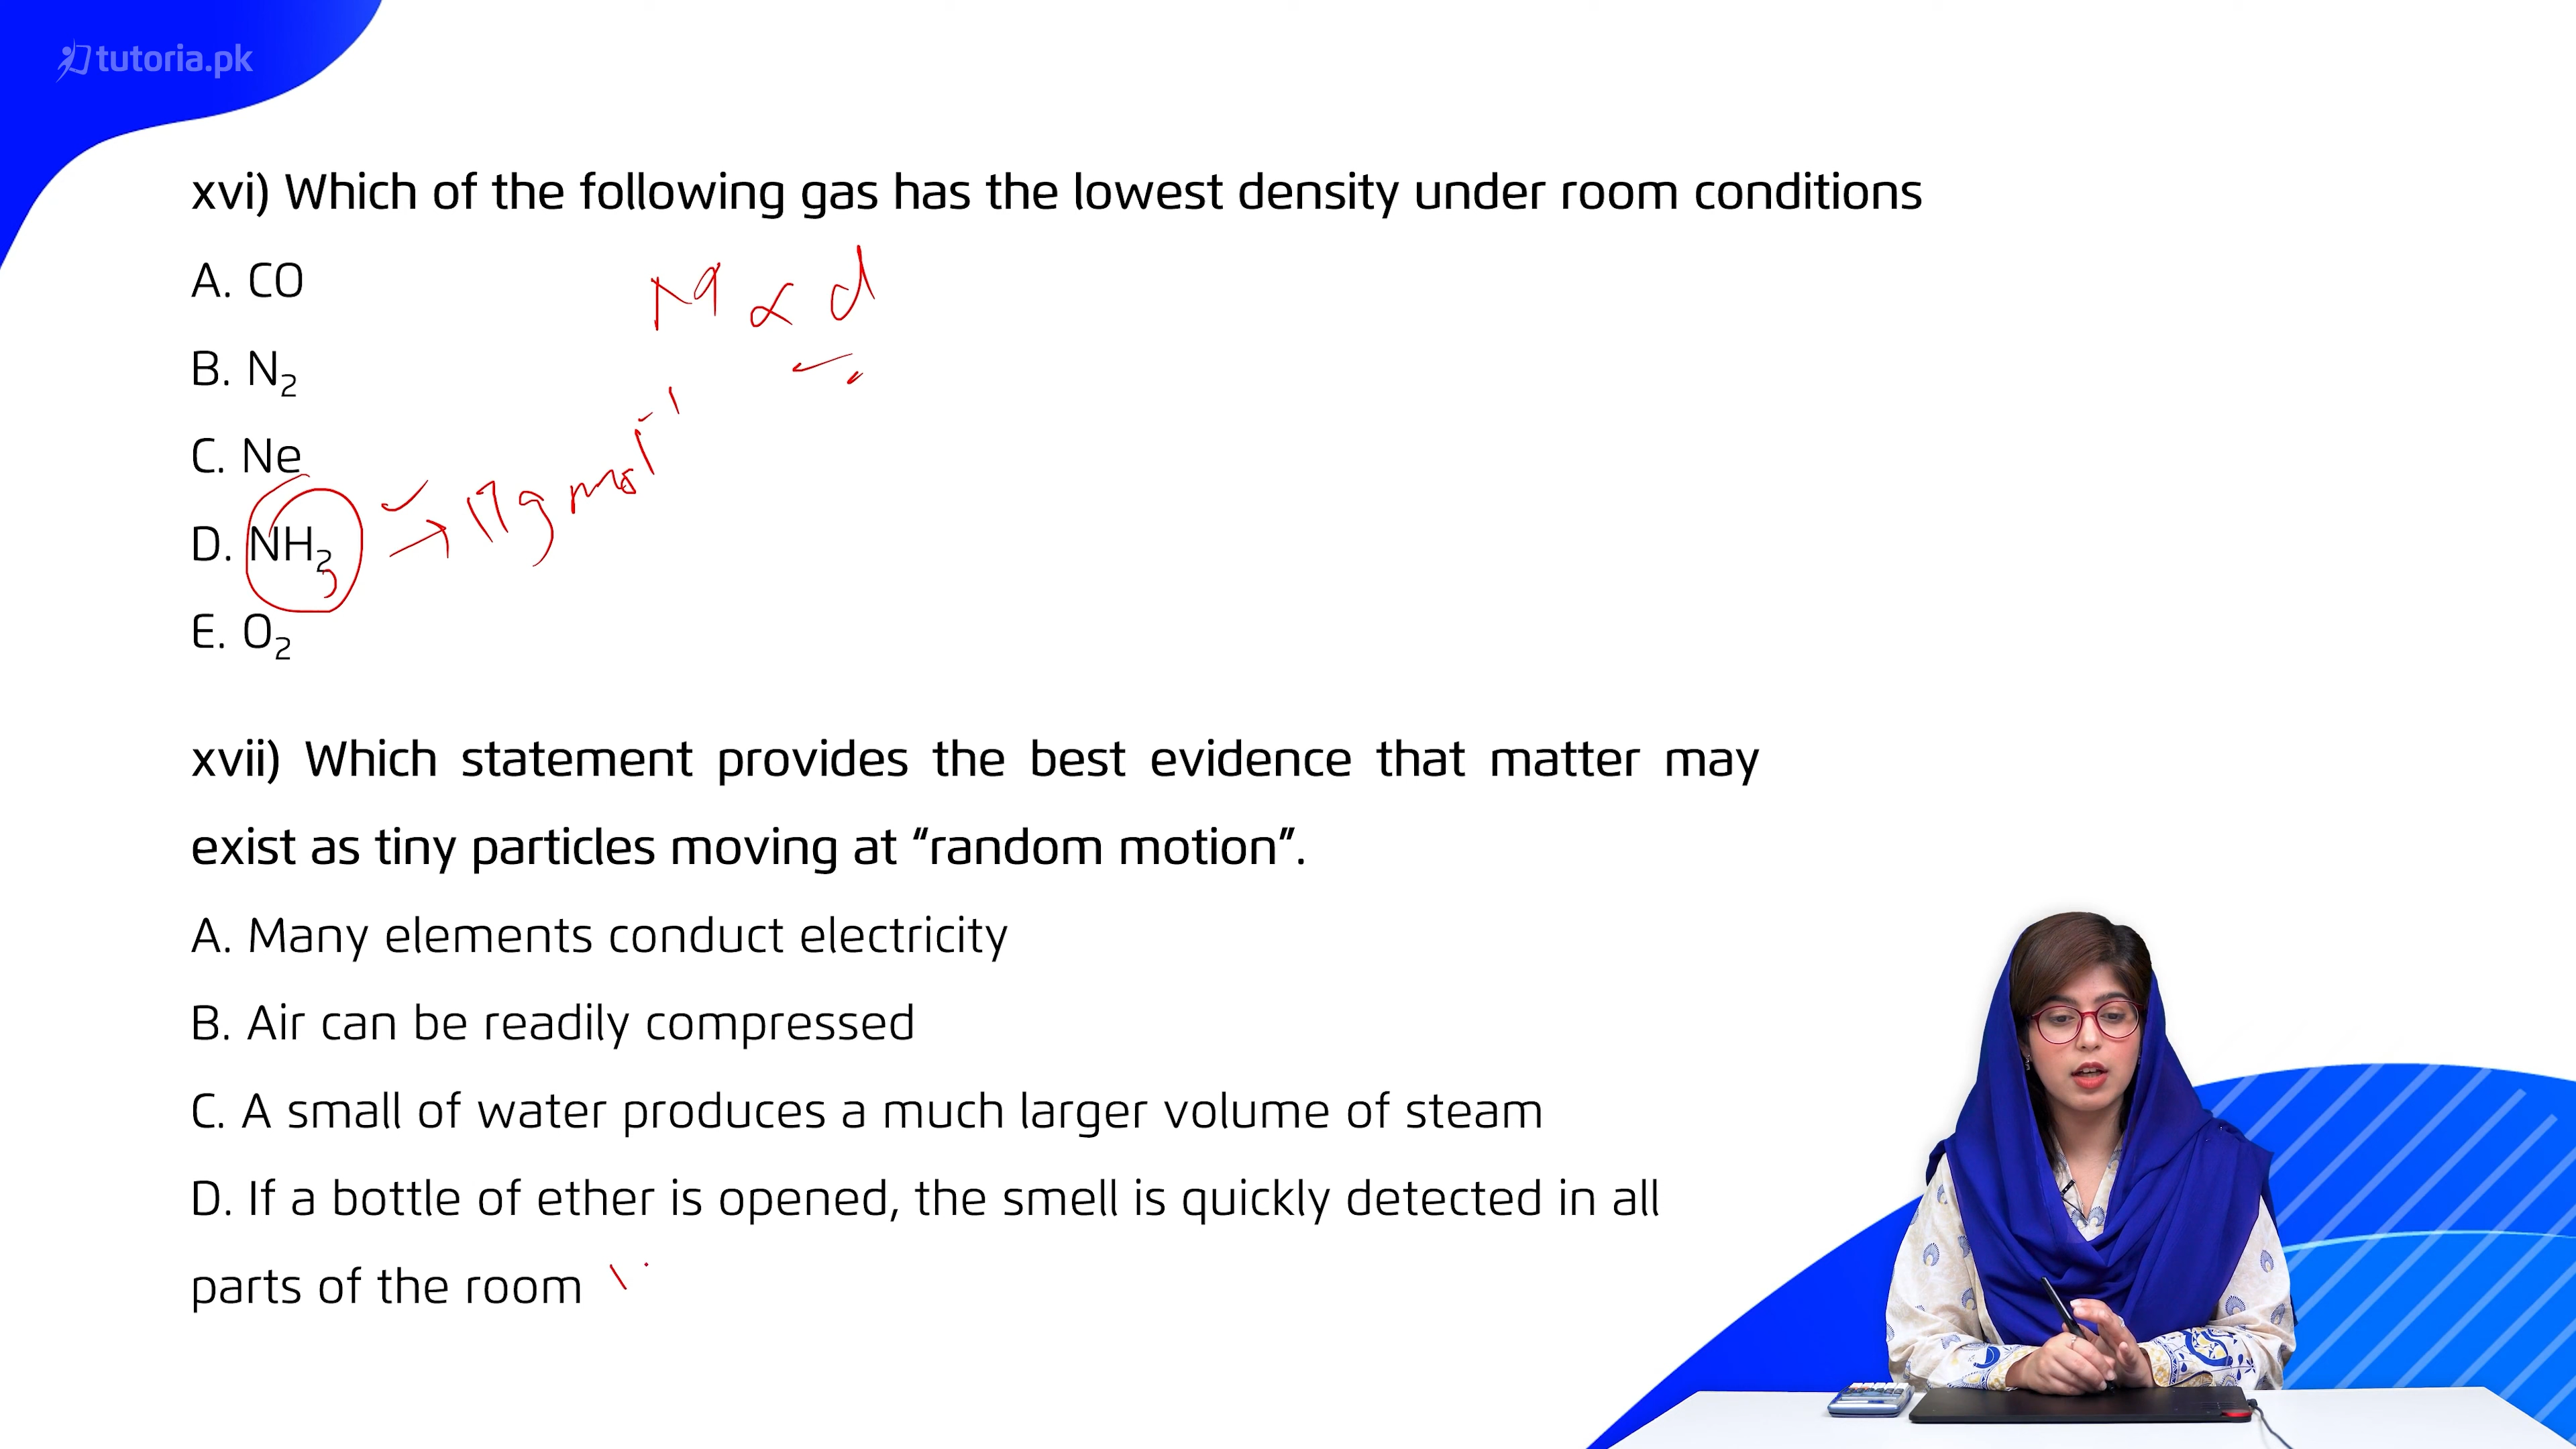 tutoria.pk
xvi) Which of the following gas has the lowest density under room conditions
A. CO
M ∝ d
B. N₂
C. Ne
D. NH₃ → 17g mol⁻¹
E. O₂
xvii) Which statement provides the best evidence that matter may
exist as tiny particles moving at “random motion”.
A. Many elements conduct electricity
B. Air can be readily compressed
C. A small of water produces a much larger volume of steam
D. If a bottle of ether is opened, the smell is quickly detected in all
parts of the room